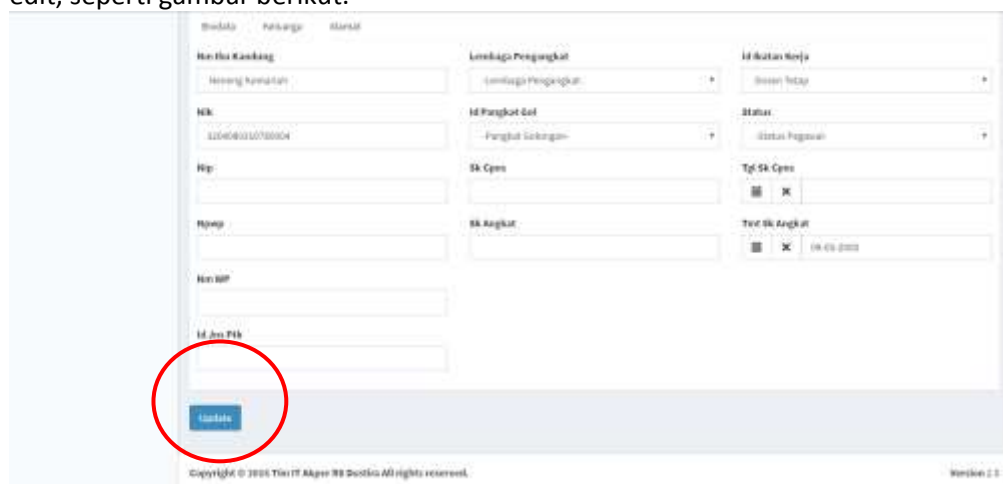 edit, seperti gambar berikut:
Biodata Keluarga Alamat
Nm Ibu Kandung Lembaga Pengangkat Id Ikatan Kerja
Lembaga Pengangkat Dosen Tetap
Nik Id Pangkat Gol Status
-Pangkat Golongan- -Status Pegawai-
Nip Sk Cpns Tgl Sk Cpns
Npwp Sk Angkat Tmt Sk Angkat
Nm WP
Id Jns Ptk
Update
Copyright © 2016 Tim IT Akper RS Dustira All rights reserved. Version